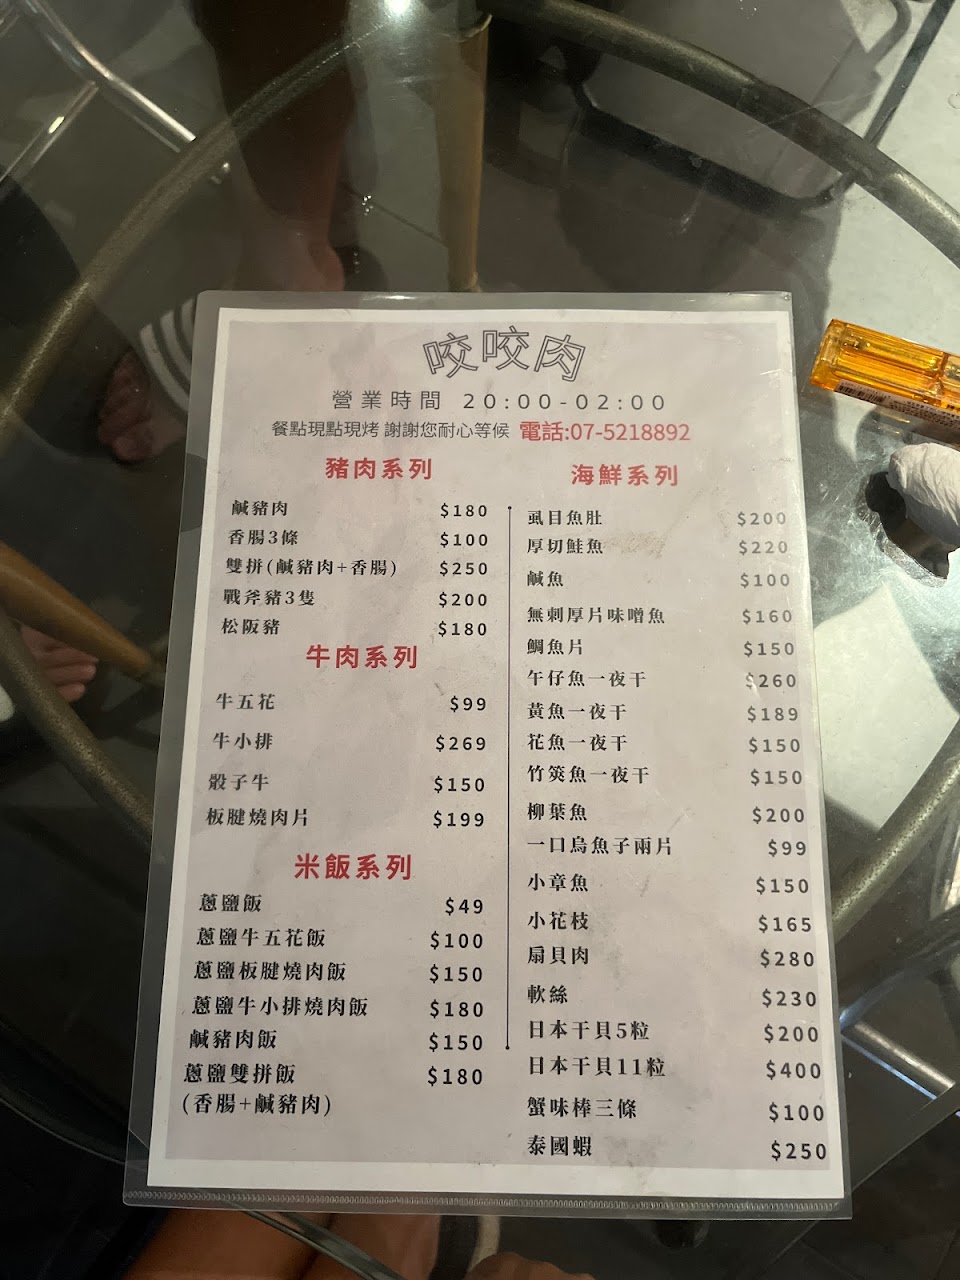 咬咬肉
營業時間 20:00-02:00
餐點現點現烤 謝謝您耐心等候 電話:07-5218892
豬肉系列
鹹豬肉 $180
香腸3條 $100
雙拼(鹹豬肉+香腸) $250
戰斧豬3隻 $200
松阪豬 $180
牛肉系列
牛五花 $99
牛小排 $269
骰子牛 $150
板腱燒肉片 $199
米飯系列
蔥鹽飯 $49
蔥鹽牛五花飯 $100
蔥鹽板腱燒肉飯 $150
蔥鹽牛小排燒肉飯 $180
鹹豬肉飯 $150
蔥鹽雙拼飯 $180
(香腸+鹹豬肉)
海鮮系列
虱目魚肚 $200
厚切鮭魚 $220
鹹魚 $100
無刺厚片味噌魚 $160
鯛魚片 $150
午仔魚一夜干 $260
黃魚一夜干 $189
花魚一夜干 $150
竹筴魚一夜干 $150
柳葉魚 $200
一口烏魚子兩片 $99
小章魚 $150
小花枝 $165
扇貝肉 $280
軟絲 $230
日本干貝5粒 $200
日本干貝11粒 $400
蟹味棒三條 $100
泰國蝦 $250